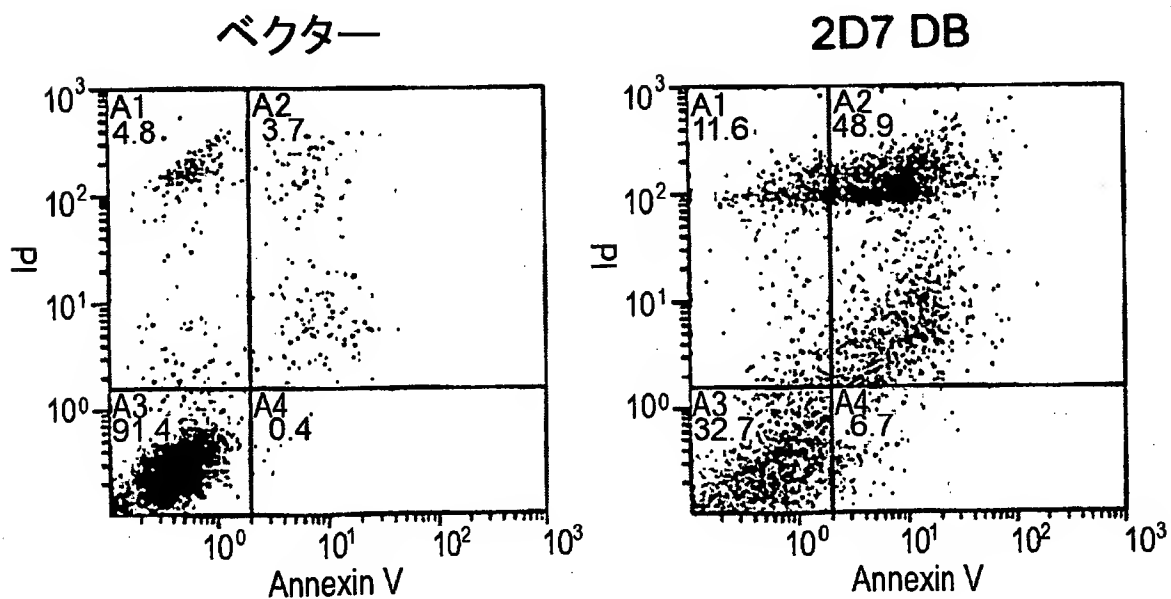 ベクター
10³
10²
10¹
10⁰
PI
A1
4.8
A2
3.7
A3
91.4
A4
0.4
10⁰ 10¹ 10² 10³
Annexin V
2D7 DB
10³
10²
10¹
10⁰
PI
A1
11.6
A2
48.9
A3
32.7
A4
6.7
10⁰ 10¹ 10² 10³
Annexin V